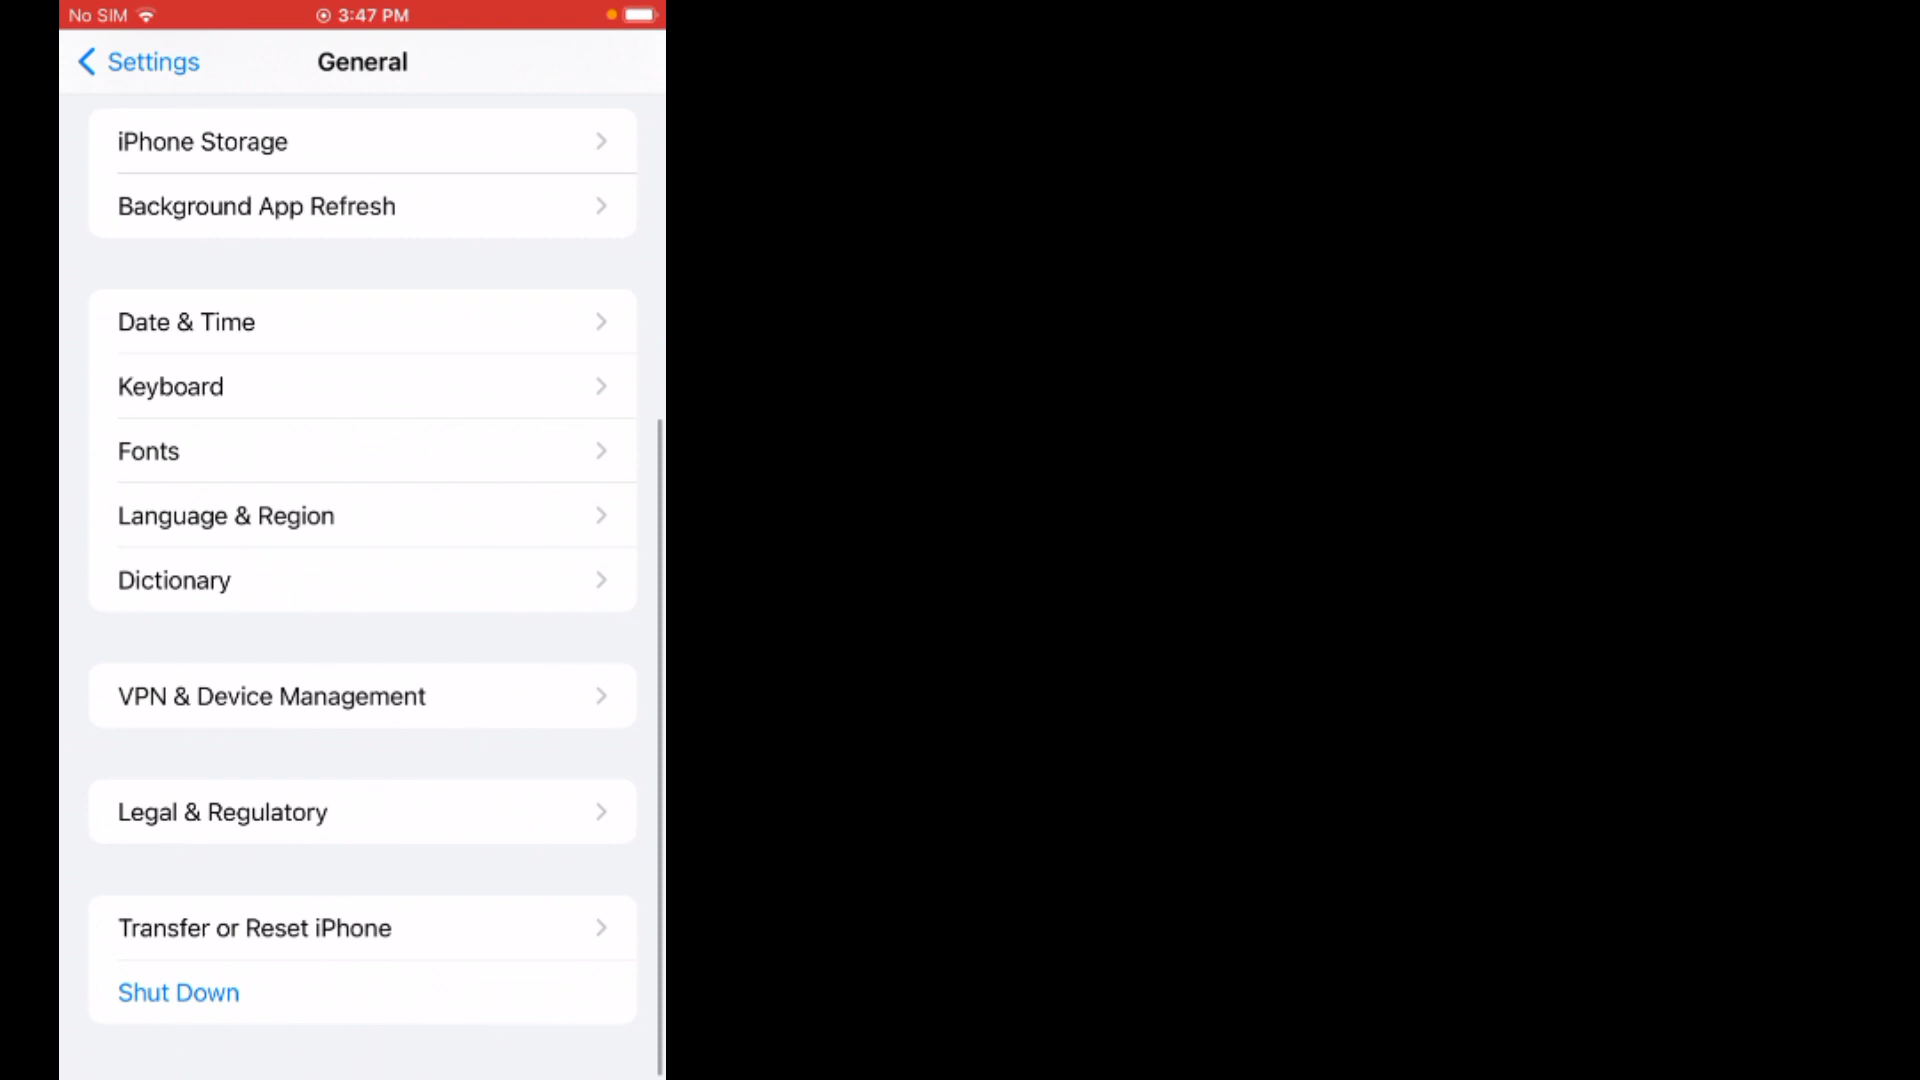 No SIM 3:47 PM
Settings General
iPhone Storage
Background App Refresh
Date & Time
Keyboard
Fonts
Language & Region
Dictionary
VPN & Device Management
Legal & Regulatory
Transfer or Reset iPhone
Shut Down